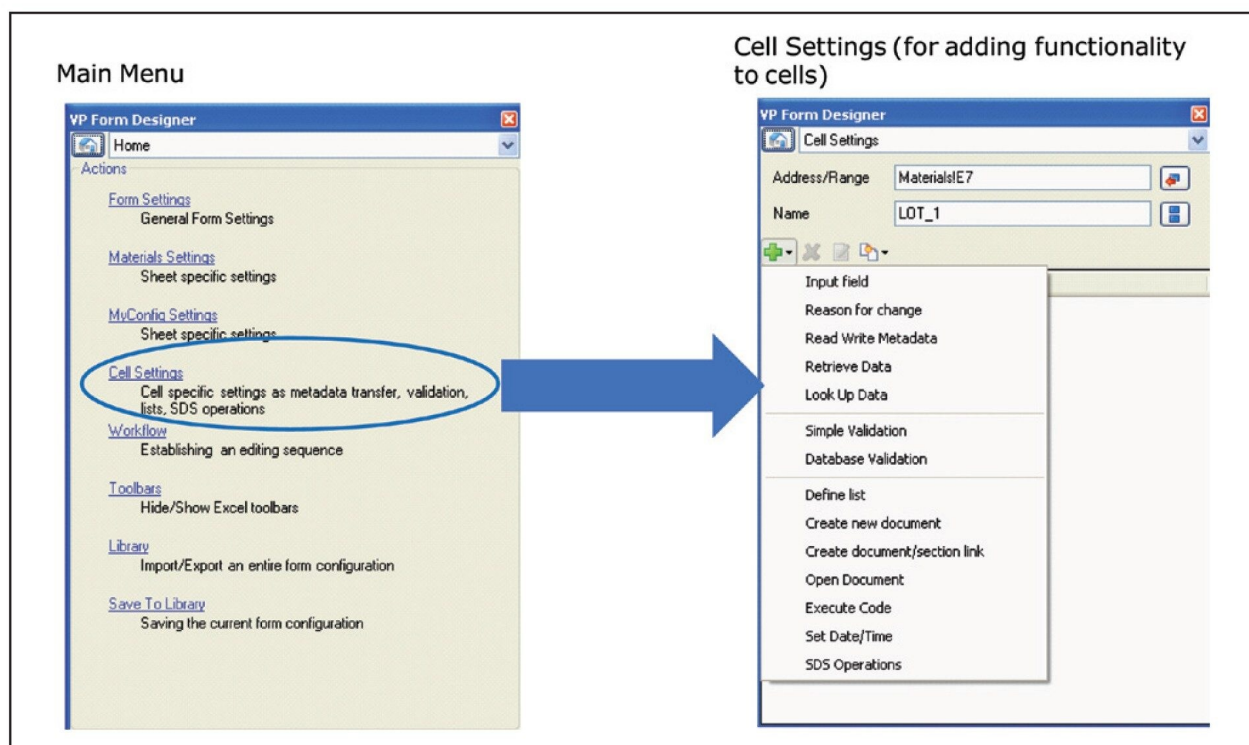 Main Menu
VP Form Designer
Home
Actions
Form Settings
General Form Settings
Materials Settings
Sheet specific settings
MyConfig Settings
Sheet specific settings
Cell Settings
Cell specific settings as metadata transfer, validation,
lists, SDS operations
Workflow
Establishing an editing sequence
Toolbars
Hide/Show Excel toolbars
Library
Import/Export an entire form configuration
Save To Library
Saving the current form configuration
Cell Settings (for adding functionality
to cells)
VP Form Designer
Cell Settings
Address/Range Materials!E7
Name LOT_1
Input field
Reason for change
Read Write Metadata
Retrieve Data
Look Up Data
Simple Validation
Database Validation
Define list
Create new document
Create document/section link
Open Document
Execute Code
Set Date/Time
SDS Operations